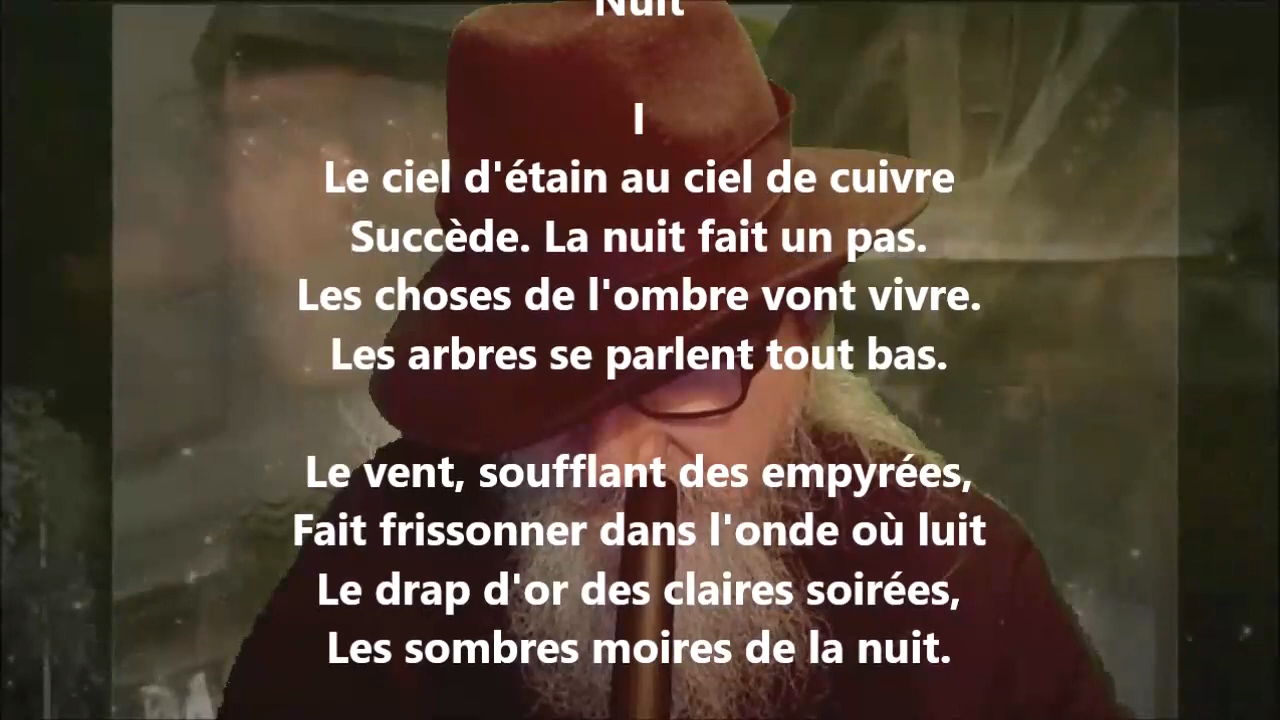 Nuit
I
Le ciel d'étain au ciel de cuivre
Succède. La nuit fait un pas.
Les choses de l'ombre vont vivre.
Les arbres se parlent tout bas.
Le vent, soufflant des empyrées,
Fait frissonner dans l'onde où luit
Le drap d'or des claires soirées,
Les sombres moires de la nuit.